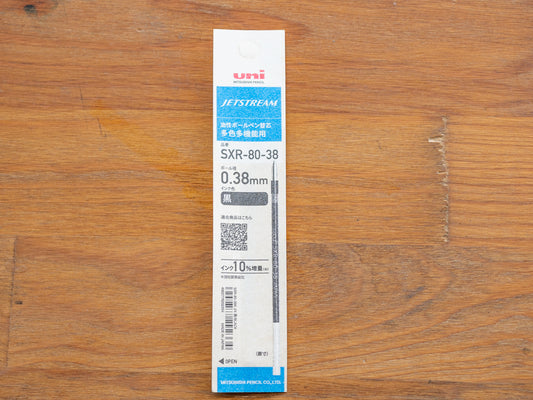 uni
MITSUBISHI PENCIL
JETSTREAM
油性ボールペン替芯
多色多機能用
品番
SXR-80-38
ボール径
0.38mm
インク色
黒
適合商品はこちら
インク10%増量
OPEN
(原寸)
MITSUBISHI PENCIL CO., LTD.